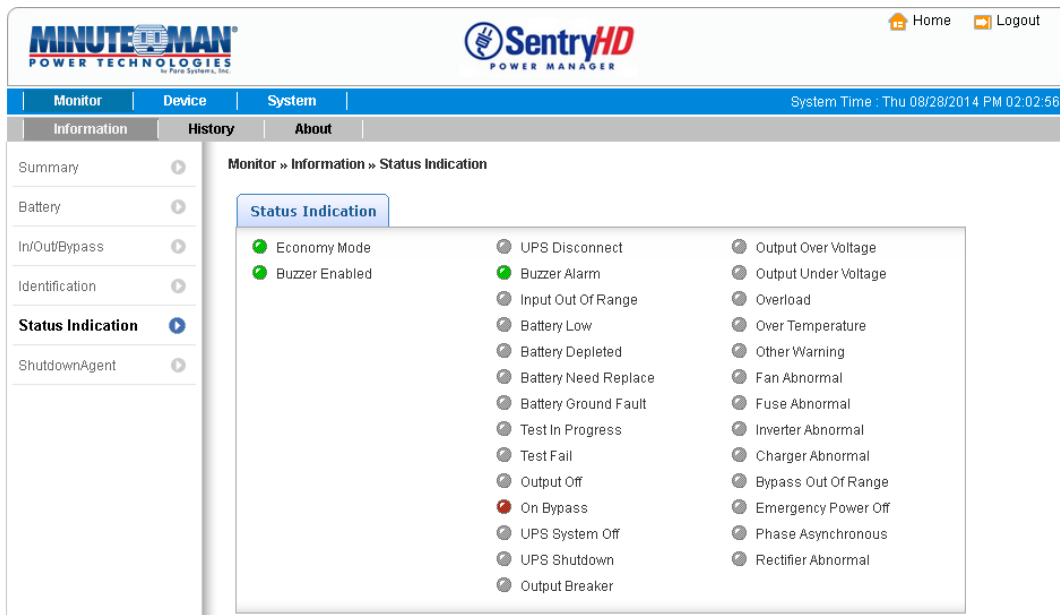 MINUTEMAN®
POWER TECHNOLOGIES
by Para Systems, Inc.
SentryHD
POWER MANAGER
Home
Logout
Monitor
Device
System
System Time : Thu 08/28/2014 PM 02:02:56
Information
History
About
Summary
Battery
In/Out/Bypass
Identification
Status Indication
ShutdownAgent
Monitor » Information » Status Indication
Status Indication
Economy Mode
Buzzer Enabled
UPS Disconnect
Buzzer Alarm
Input Out Of Range
Battery Low
Battery Depleted
Battery Need Replace
Battery Ground Fault
Test In Progress
Test Fail
Output Off
On Bypass
UPS System Off
UPS Shutdown
Output Breaker
Output Over Voltage
Output Under Voltage
Overload
Over Temperature
Other Warning
Fan Abnormal
Fuse Abnormal
Inverter Abnormal
Charger Abnormal
Bypass Out Of Range
Emergency Power Off
Phase Asynchronous
Rectifier Abnormal